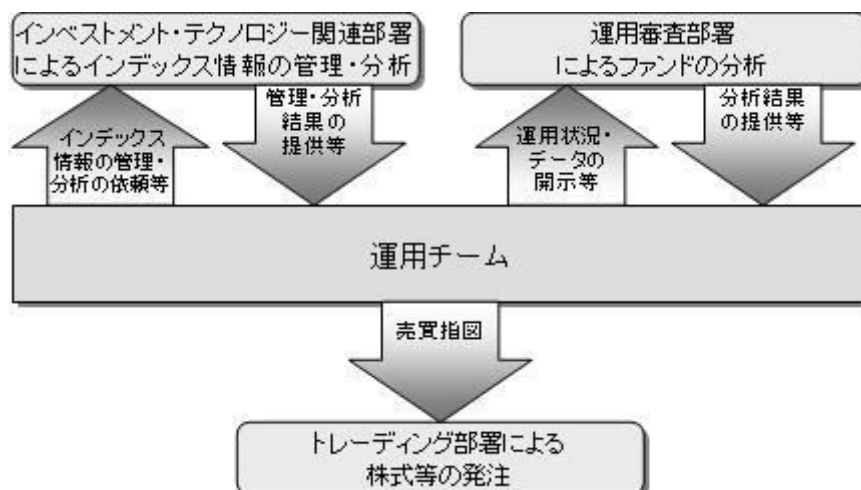 インベストメント・テクノロジー関連部署
によるインデックス情報の管理・分析
運用審査部署
によるファンドの分析
インデックス
情報の管理・
分析の依頼等
管理・分析
結果の
提供等
運用状況・
データの
開示等
分析結果
の提供等
運用チーム
売買指図
トレーディング部署による
株式等の発注